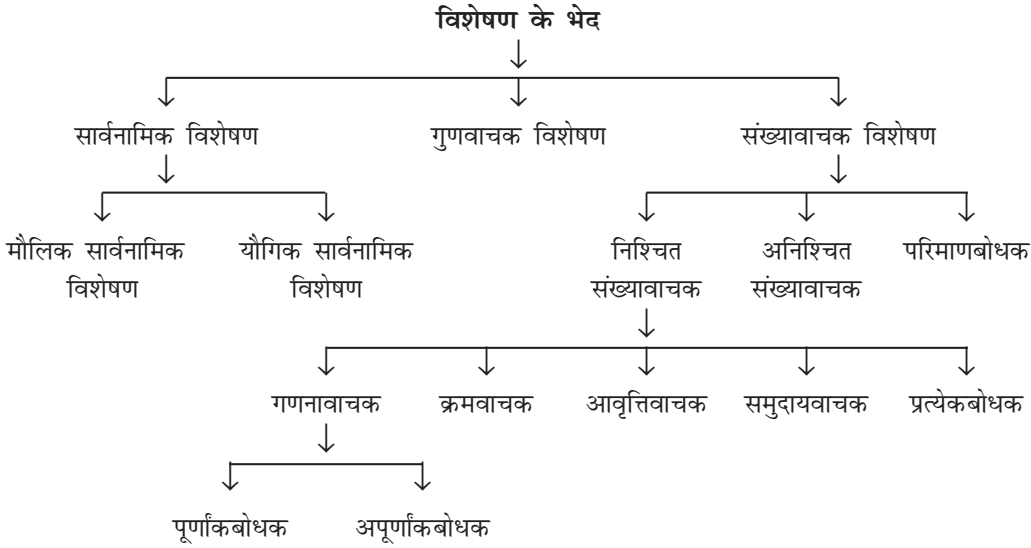 विशेषण के भेद
सार्वनामिक विशेषण गुणवाचक विशेषण संख्यावाचक विशेषण
मौलिक सार्वनामिक यौगिक सार्वनामिक निश्चित अनिश्चित परिमाणबोधक
विशेषण विशेषण संख्यावाचक संख्यावाचक
गणनावाचक क्रमवाचक आवृत्तिवाचक समुदायवाचक प्रत्येकबोधक
पूर्णांकबोधक अपूर्णांकबोधक